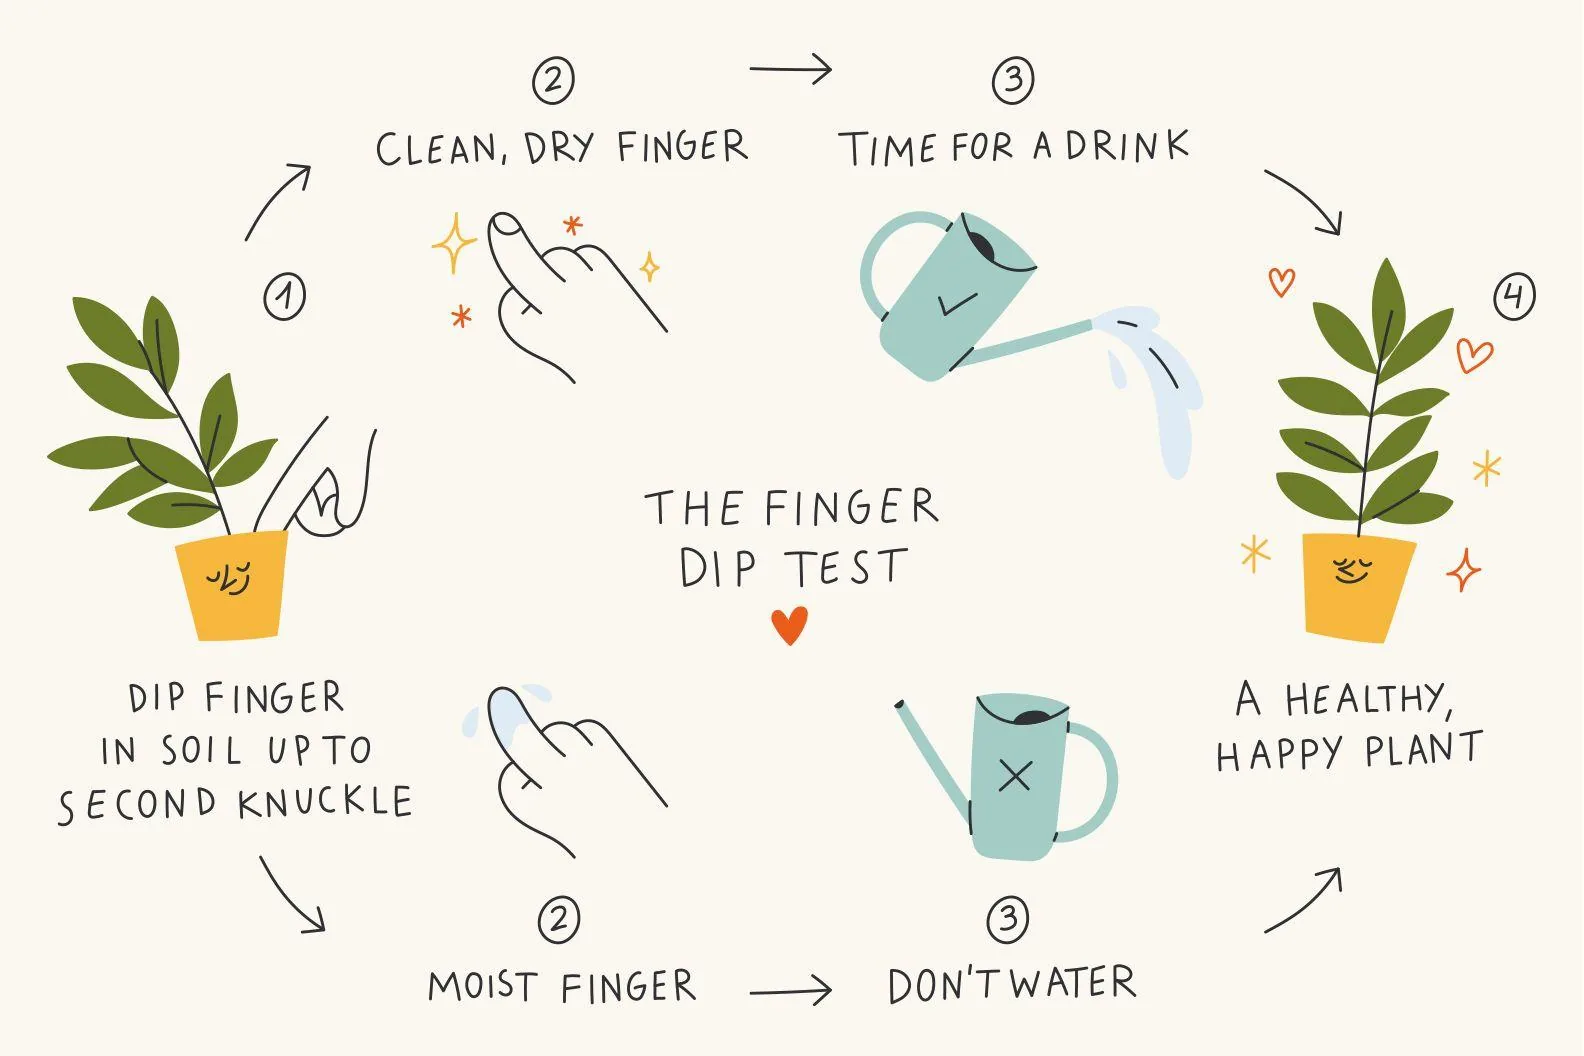 THE FINGER
DIP TEST
1
DIP FINGER
IN SOIL UP TO
SECOND KNUCKLE
2
CLEAN, DRY FINGER
3
TIME FOR A DRINK
2
MOIST FINGER
3
DON'T WATER
4
A HEALTHY,
HAPPY PLANT